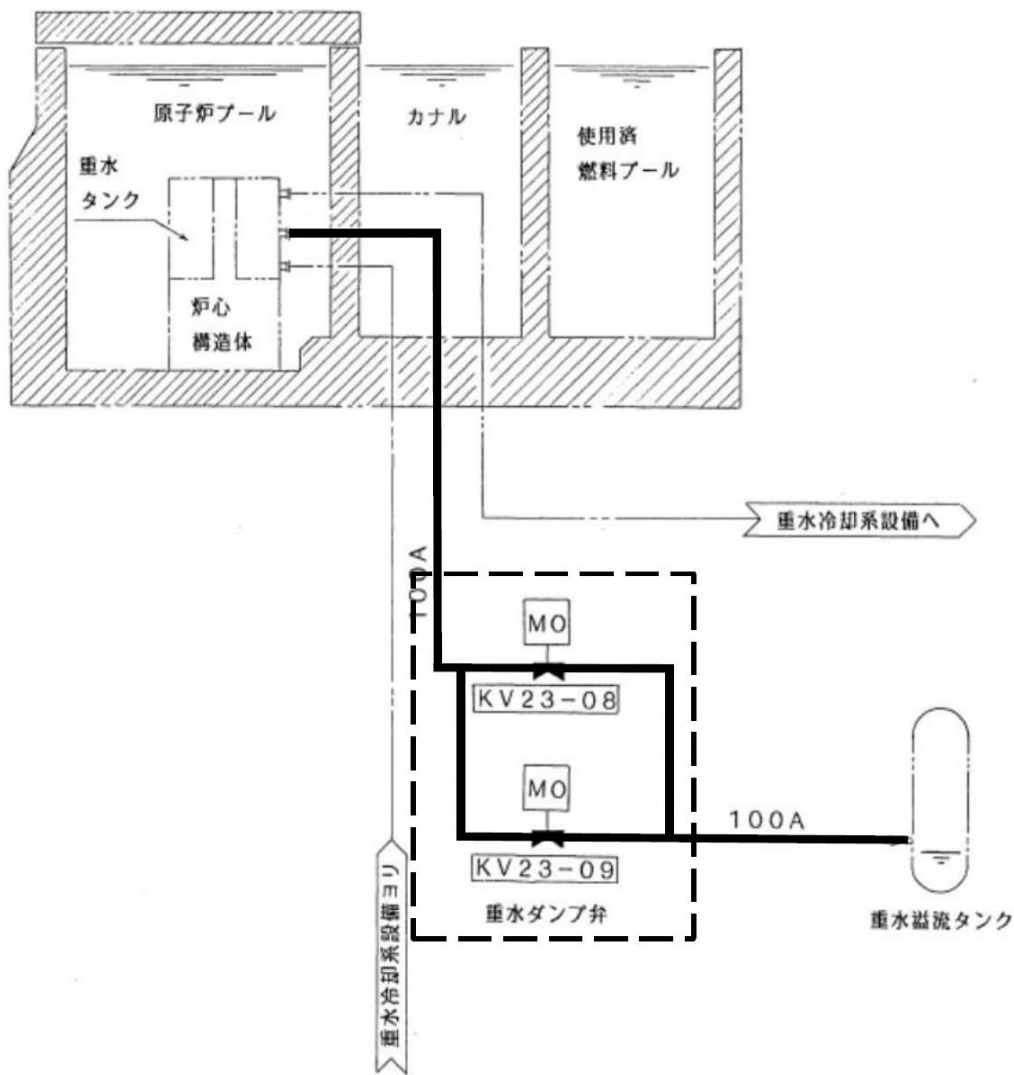 原子炉プール
カナル
使用済
燃料プール
重水
タンク
炉心
構造体
重水冷却系設備へ
100A
MO
KV23-08
MO
KV23-09
重水ダンプ弁
100A
重水溢流タンク
重水冷却系設備ヨリ